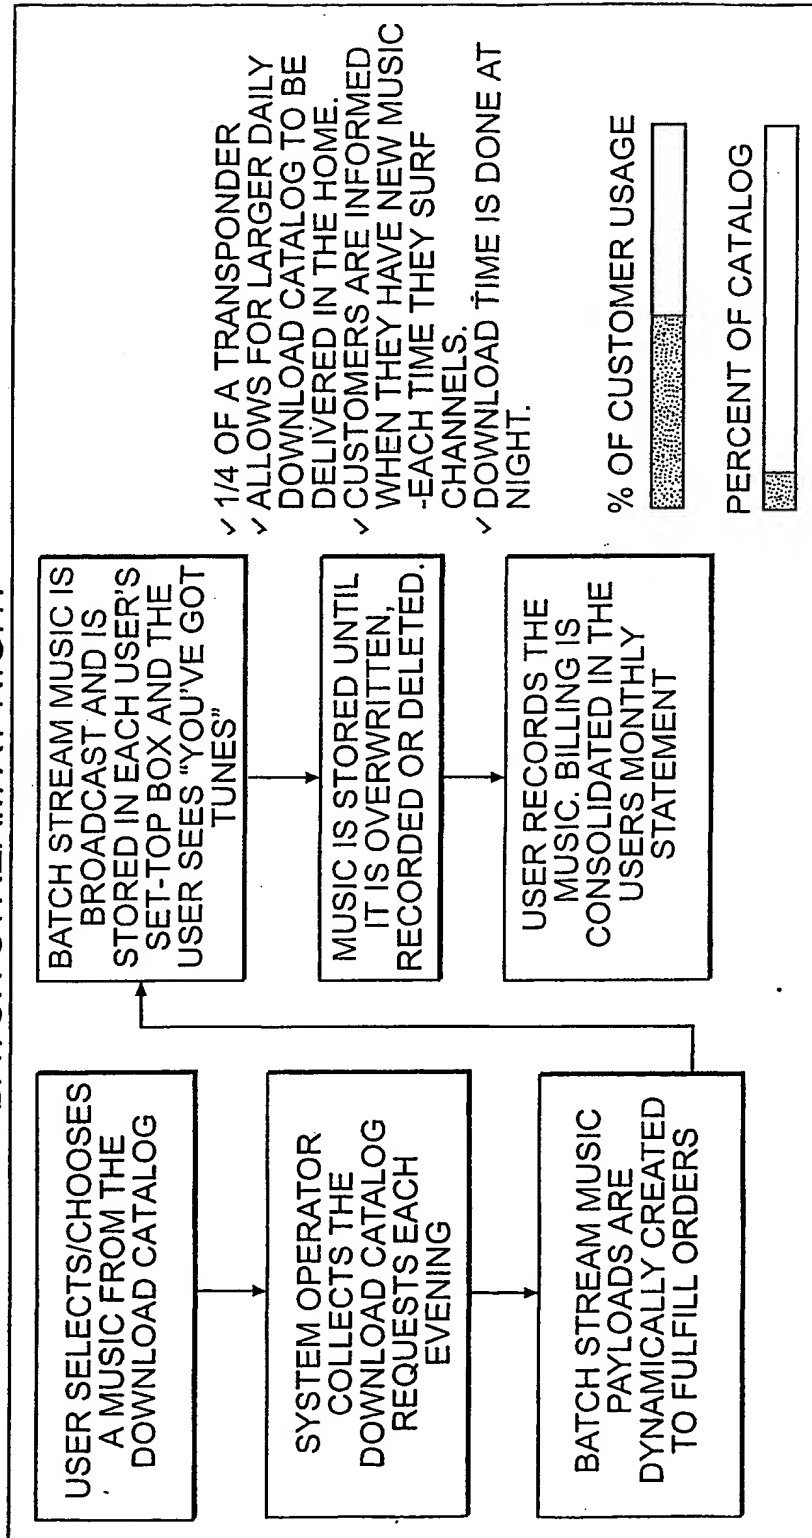 USER SELECTS/CHOOSES
A MUSIC FROM THE
DOWNLOAD CATALOG
SYSTEM OPERATOR
COLLECTS THE
DOWNLOAD CATALOG
REQUESTS EACH
EVENING
BATCH STREAM MUSIC
PAYLOADS ARE
DYNAMICALLY CREATED
TO FULFILL ORDERS
BATCH STREAM MUSIC IS
BROADCAST AND IS
STORED IN EACH USER'S
SET-TOP BOX AND THE
USER SEES "YOU'VE GOT
TUNES"
MUSIC IS STORED UNTIL
IT IS OVERWRITTEN,
RECORDED OR DELETED.
USER RECORDS THE
MUSIC. BILLING IS
CONSOLIDATED IN THE
USERS MONTHLY
STATEMENT
✓ 1/4 OF A TRANSPONDER
✓ ALLOWS FOR LARGER DAILY
DOWNLOAD CATALOG TO BE
DELIVERED IN THE HOME.
✓ CUSTOMERS ARE INFORMED
WHEN THEY HAVE NEW MUSIC
-EACH TIME THEY SURF
CHANNELS.
✓ DOWNLOAD TIME IS DONE AT
NIGHT.
% OF CUSTOMER USAGE
PERCENT OF CATALOG